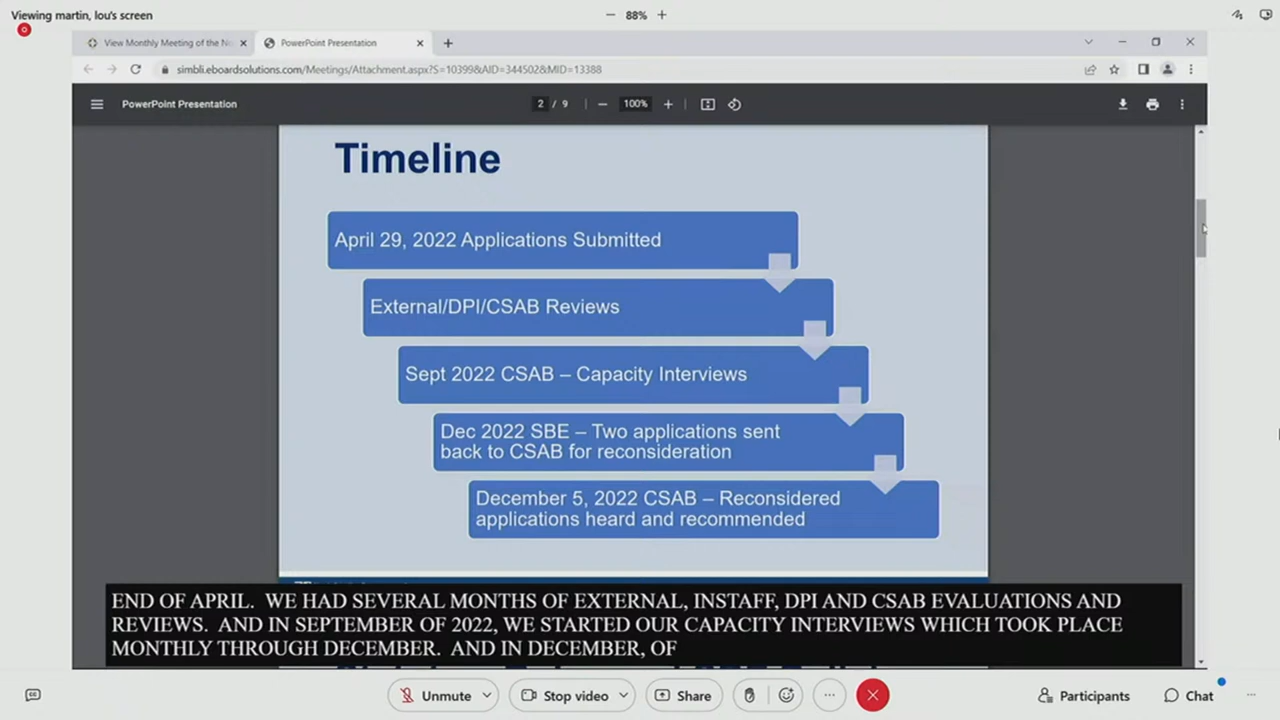 Viewing martin, lou's screen
88%
View Monthly Meeting of the No
PowerPoint Presentation
simbli.eboardsolutions.com/Meetings/Attachment.aspx?S=10399&AID=344502&MID=13388
PowerPoint Presentation
2 / 9
100%
Timeline
April 29, 2022 Applications Submitted
External/DPI/CSAB Reviews
Sept 2022 CSAB – Capacity Interviews
Dec 2022 SBE – Two applications sent
back to CSAB for reconsideration
December 5, 2022 CSAB – Reconsidered
applications heard and recommended
END OF APRIL. WE HAD SEVERAL MONTHS OF EXTERNAL, INSTAFF, DPI AND CSAB EVALUATIONS AND
REVIEWS. AND IN SEPTEMBER OF 2022, WE STARTED OUR CAPACITY INTERVIEWS WHICH TOOK PLACE
MONTHLY THROUGH DECEMBER. AND IN DECEMBER, OF
Unmute
Stop video
Share
Participants
Chat